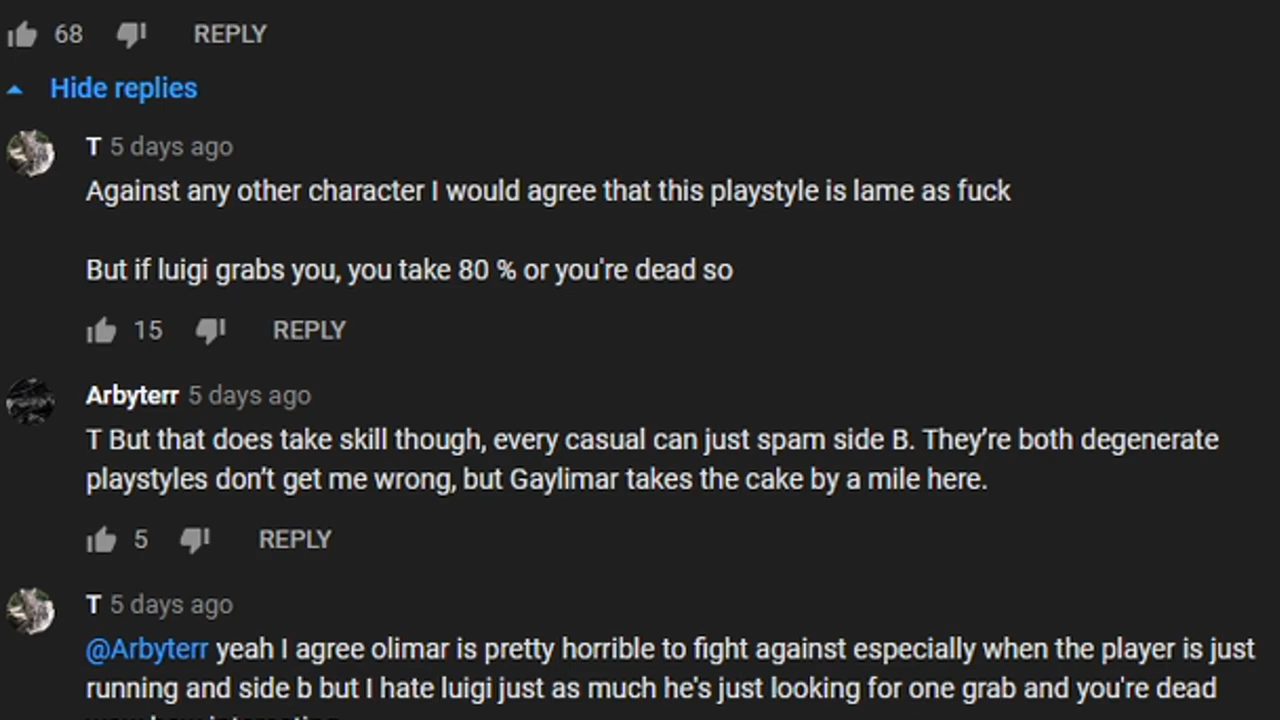 68 REPLY
Hide replies
T 5 days ago
Against any other character I would agree that this playstyle is lame as fuck
But if luigi grabs you, you take 80 % or you're dead so
15 REPLY
Arbyterr 5 days ago
T But that does take skill though, every casual can just spam side B. They’re both degenerate
playstyles don’t get me wrong, but Gaylimar takes the cake by a mile here.
5 REPLY
T 5 days ago
@Arbyterr yeah I agree olimar is pretty horrible to fight against especially when the player is just
running and side b but I hate luigi just as much he's just looking for one grab and you're dead